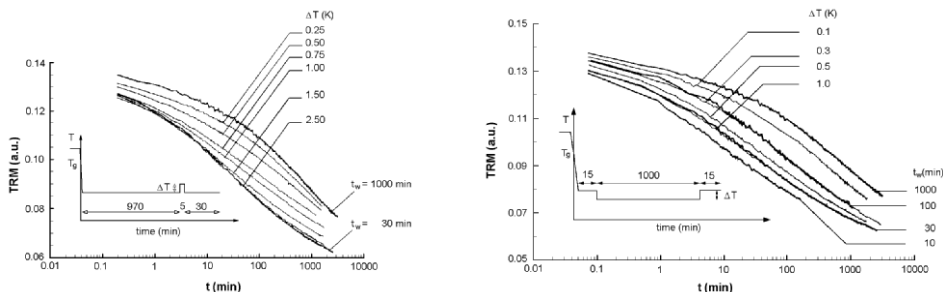 ΔT (K)
0.25
0.50
0.75
1.00
1.50
2.50
0.14
0.12
0.10
0.08
0.06
TRM (a.u.)
T
Tg
ΔT
970
5
30
time (min)
tw = 1000 min
tw = 30 min
0.01
0.1
1
10
100
1000
10000
t (min)
ΔT (K)
0.1
0.3
0.5
1.0
0.15
0.13
0.11
0.09
0.07
0.05
TRM (a.u.)
T
Tg
15
1000
15
ΔT
time (min)
tw(min)
1000
100
30
10
0.01
0.1
1
10
100
1000
10000
t (min)